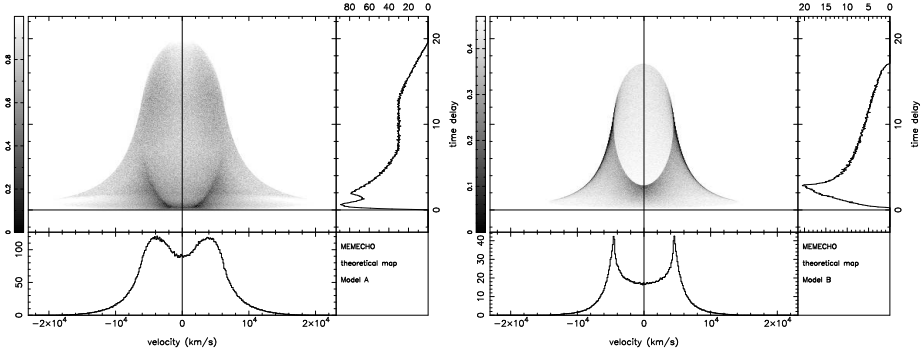 80 60 40 20 0
0 0.2 0.4 0.6 0.8
0 10 20
time delay
0 50 100
MEMECHO
theoretical map
Model A
−2×10⁴ −10⁴ 0 10⁴ 2×10⁴
velocity (km/s)
20 15 10 5 0
0 0.1 0.2 0.3 0.4
0 10 20
time delay
0 10 20 30 40
MEMECHO
theoretical map
Model B
−2×10⁴ −10⁴ 0 10⁴ 2×10⁴
velocity (km/s)